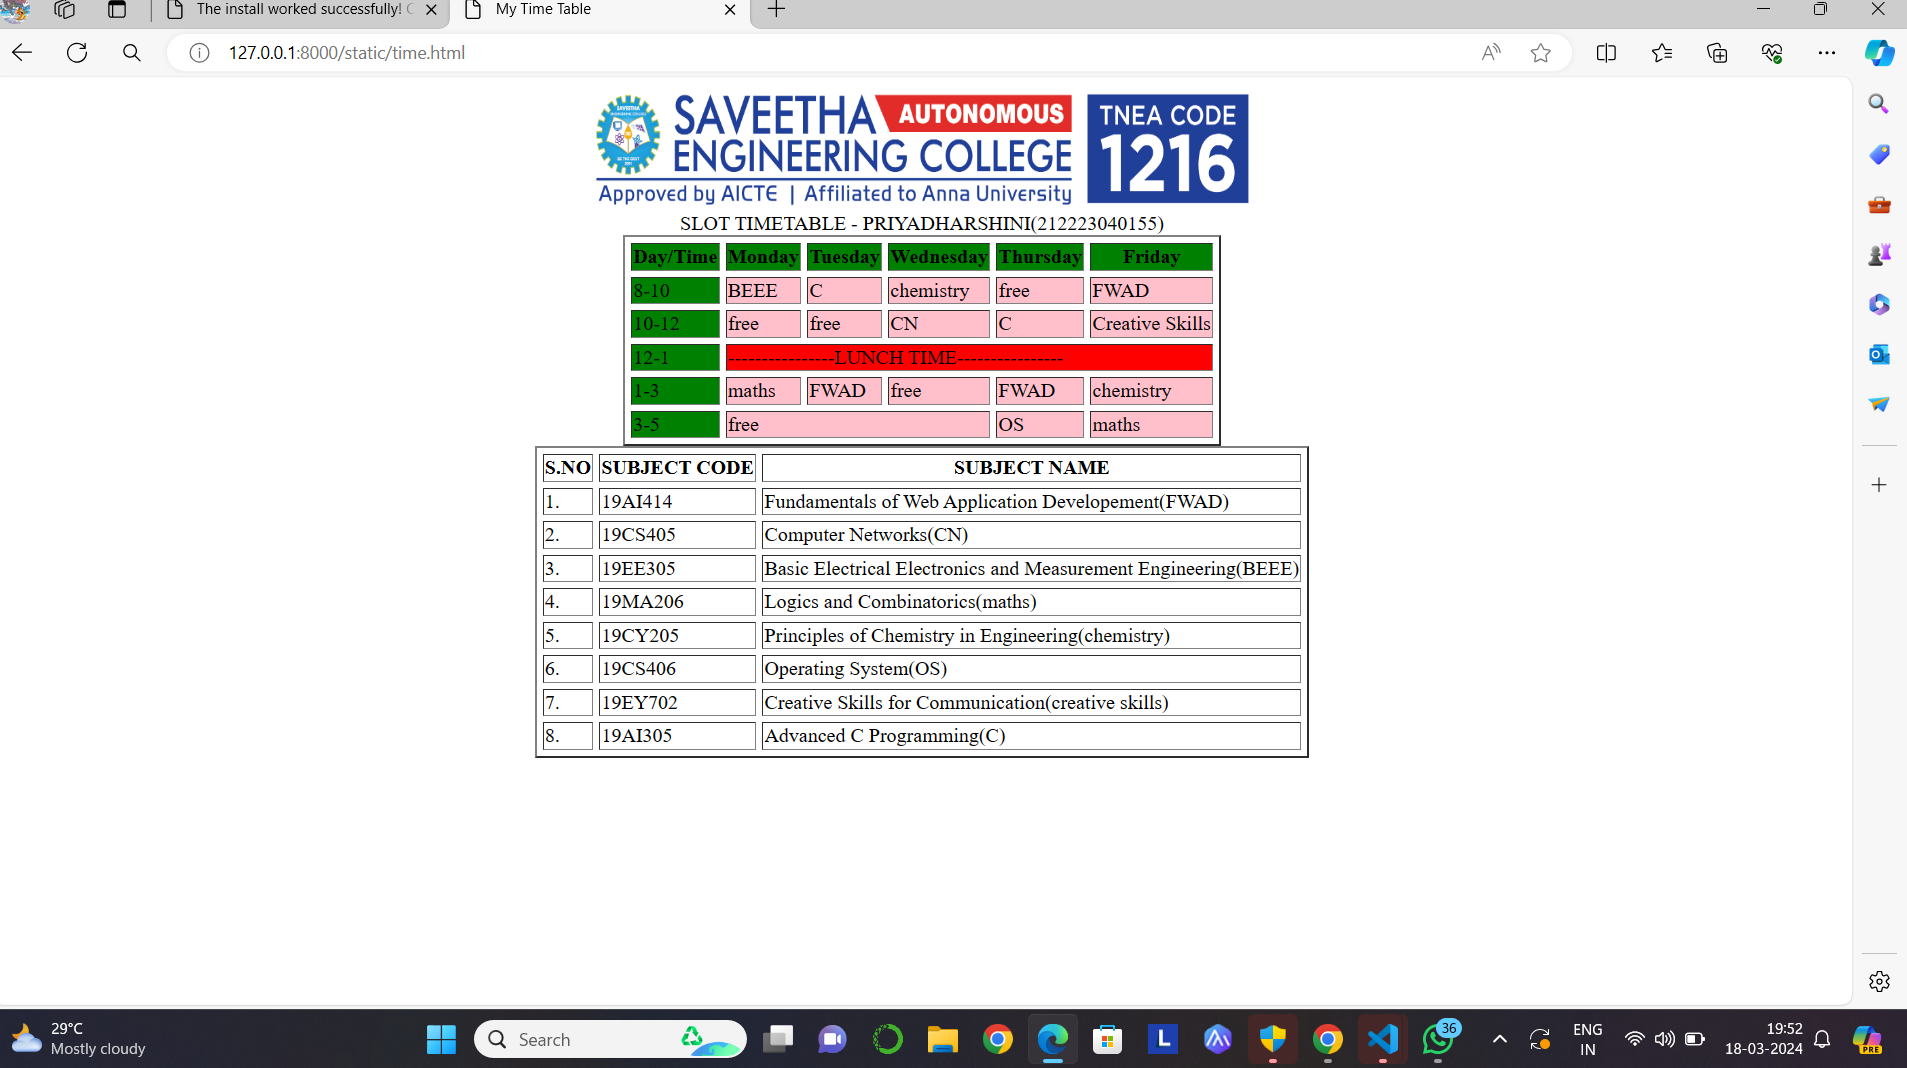 The install worked successfully! C
My Time Table
127.0.0.1:8000/static/time.html
SAVEETHA AUTONOMOUS
ENGINEERING COLLEGE
Approved by AICTE | Affiliated to Anna University
TNEA CODE
1216
SLOT TIMETABLE - PRIYADHARSHINI(212223040155)
Day/Time Monday Tuesday Wednesday Thursday Friday
8-10 BEEE C chemistry free FWAD
10-12 free free CN C Creative Skills
12-1 ----------------LUNCH TIME----------------
1-3 maths FWAD free FWAD chemistry
3-5 free OS maths
S.NO SUBJECT CODE SUBJECT NAME
1. 19AI414 Fundamentals of Web Application Developement(FWAD)
2. 19CS405 Computer Networks(CN)
3. 19EE305 Basic Electrical Electronics and Measurement Engineering(BEEE)
4. 19MA206 Logics and Combinatorics(maths)
5. 19CY205 Principles of Chemistry in Engineering(chemistry)
6. 19CS406 Operating System(OS)
7. 19EY702 Creative Skills for Communication(creative skills)
8. 19AI305 Advanced C Programming(C)
29°C
Mostly cloudy
Search
L
36
ENG
IN
19:52
18-03-2024
PRE